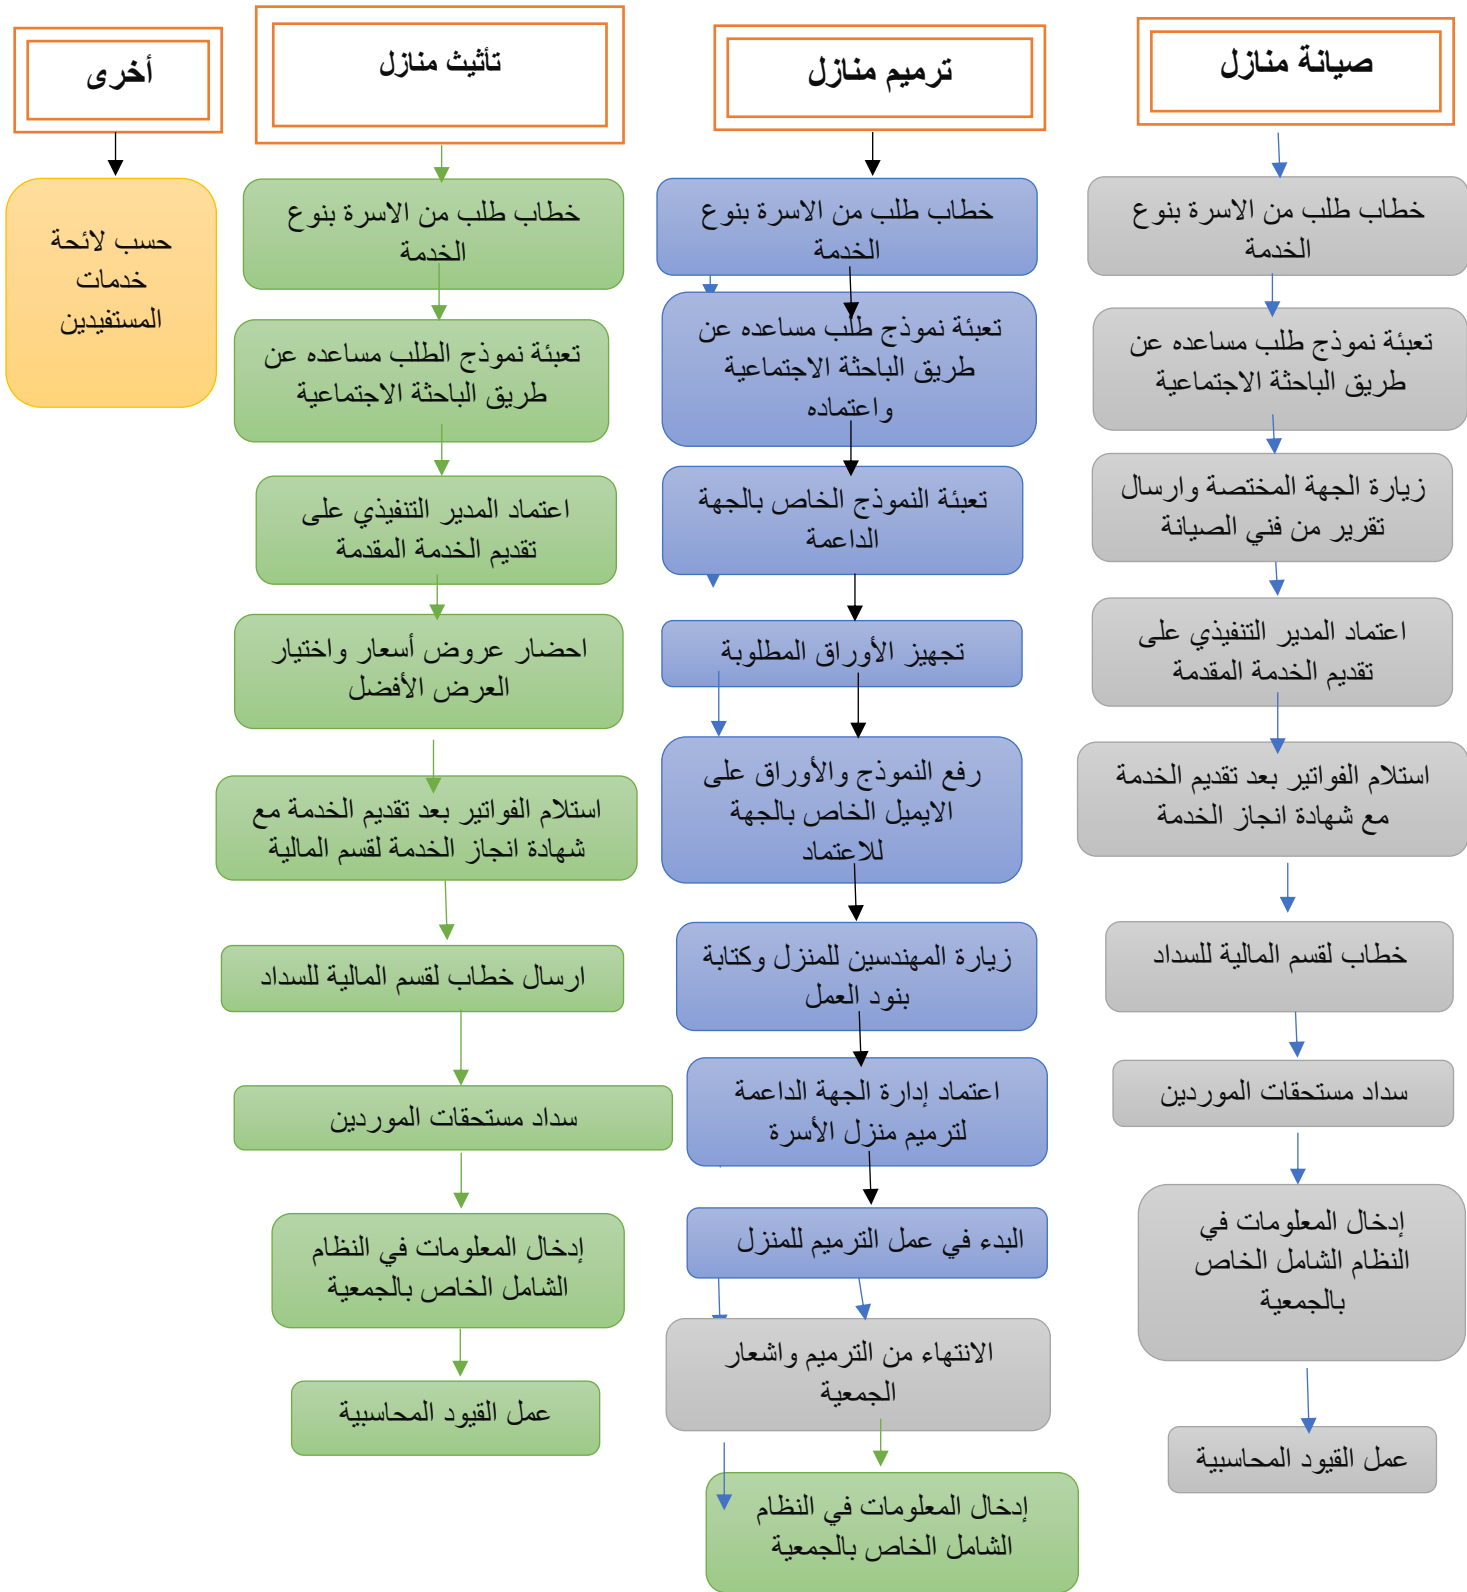 صيانة منازل
خطاب طلب من الاسرة بنوع
الخدمة
تعبئة نموذج طلب مساعده عن
طريق الباحثة الاجتماعية
زيارة الجهة المختصة وارسال
تقرير من فني الصيانة
اعتماد المدير التنفيذي على
تقديم الخدمة المقدمة
استلام الفواتير بعد تقديم الخدمة
مع شهادة انجاز الخدمة
خطاب لقسم المالية للسداد
سداد مستحقات الموردين
إدخال المعلومات في
النظام الشامل الخاص
بالجمعية
عمل القيود المحاسبية
ترميم منازل
خطاب طلب من الاسرة بنوع
الخدمة
تعبئة نموذج طلب مساعده عن
طريق الباحثة الاجتماعية
واعتماده
تعبئة النموذج الخاص بالجهة
الداعمة
تجهيز الأوراق المطلوبة
رفع النموذج والأوراق على
الايميل الخاص بالجهة
للاعتماد
زيارة المهندسين للمنزل وكتابة
بنود العمل
اعتماد إدارة الجهة الداعمة
لترميم منزل الأسرة
البدء في عمل الترميم للمنزل
الانتهاء من الترميم واشعار
الجمعية
إدخال المعلومات في النظام
الشامل الخاص بالجمعية
تأثيث منازل
خطاب طلب من الاسرة بنوع
الخدمة
تعبئة نموذج الطلب مساعده عن
طريق الباحثة الاجتماعية
اعتماد المدير التنفيذي على
تقديم الخدمة المقدمة
احضار عروض أسعار واختيار
العرض الأفضل
استلام الفواتير بعد تقديم الخدمة مع
شهادة انجاز الخدمة لقسم المالية
ارسال خطاب لقسم المالية للسداد
سداد مستحقات الموردين
إدخال المعلومات في النظام
الشامل الخاص بالجمعية
عمل القيود المحاسبية
أخرى
حسب لائحة
خدمات
المستفيدين